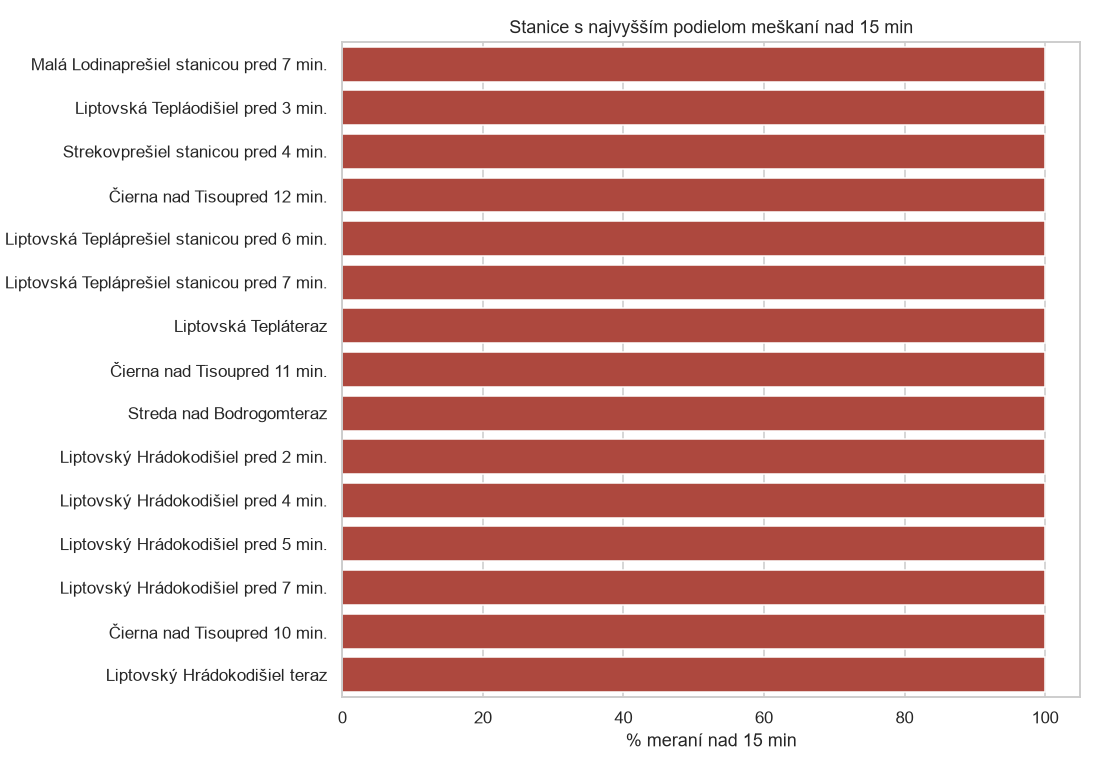 Stanice s najvyšším podielom meškaní nad 15 min
Malá Lodinaprešiel stanicou pred 7 min.
Liptovská Tepláodišiel pred 3 min.
Strekovprešiel stanicou pred 4 min.
Čierna nad Tisoupred 12 min.
Liptovská Tepláprešiel stanicou pred 6 min.
Liptovská Tepláprešiel stanicou pred 7 min.
Liptovská Tepláteraz
Čierna nad Tisoupred 11 min.
Streda nad Bodrogomteraz
Liptovský Hrádokodišiel pred 2 min.
Liptovský Hrádokodišiel pred 4 min.
Liptovský Hrádokodišiel pred 5 min.
Liptovský Hrádokodišiel pred 7 min.
Čierna nad Tisoupred 10 min.
Liptovský Hrádokodišiel teraz
0 20 40 60 80 100
% meraní nad 15 min